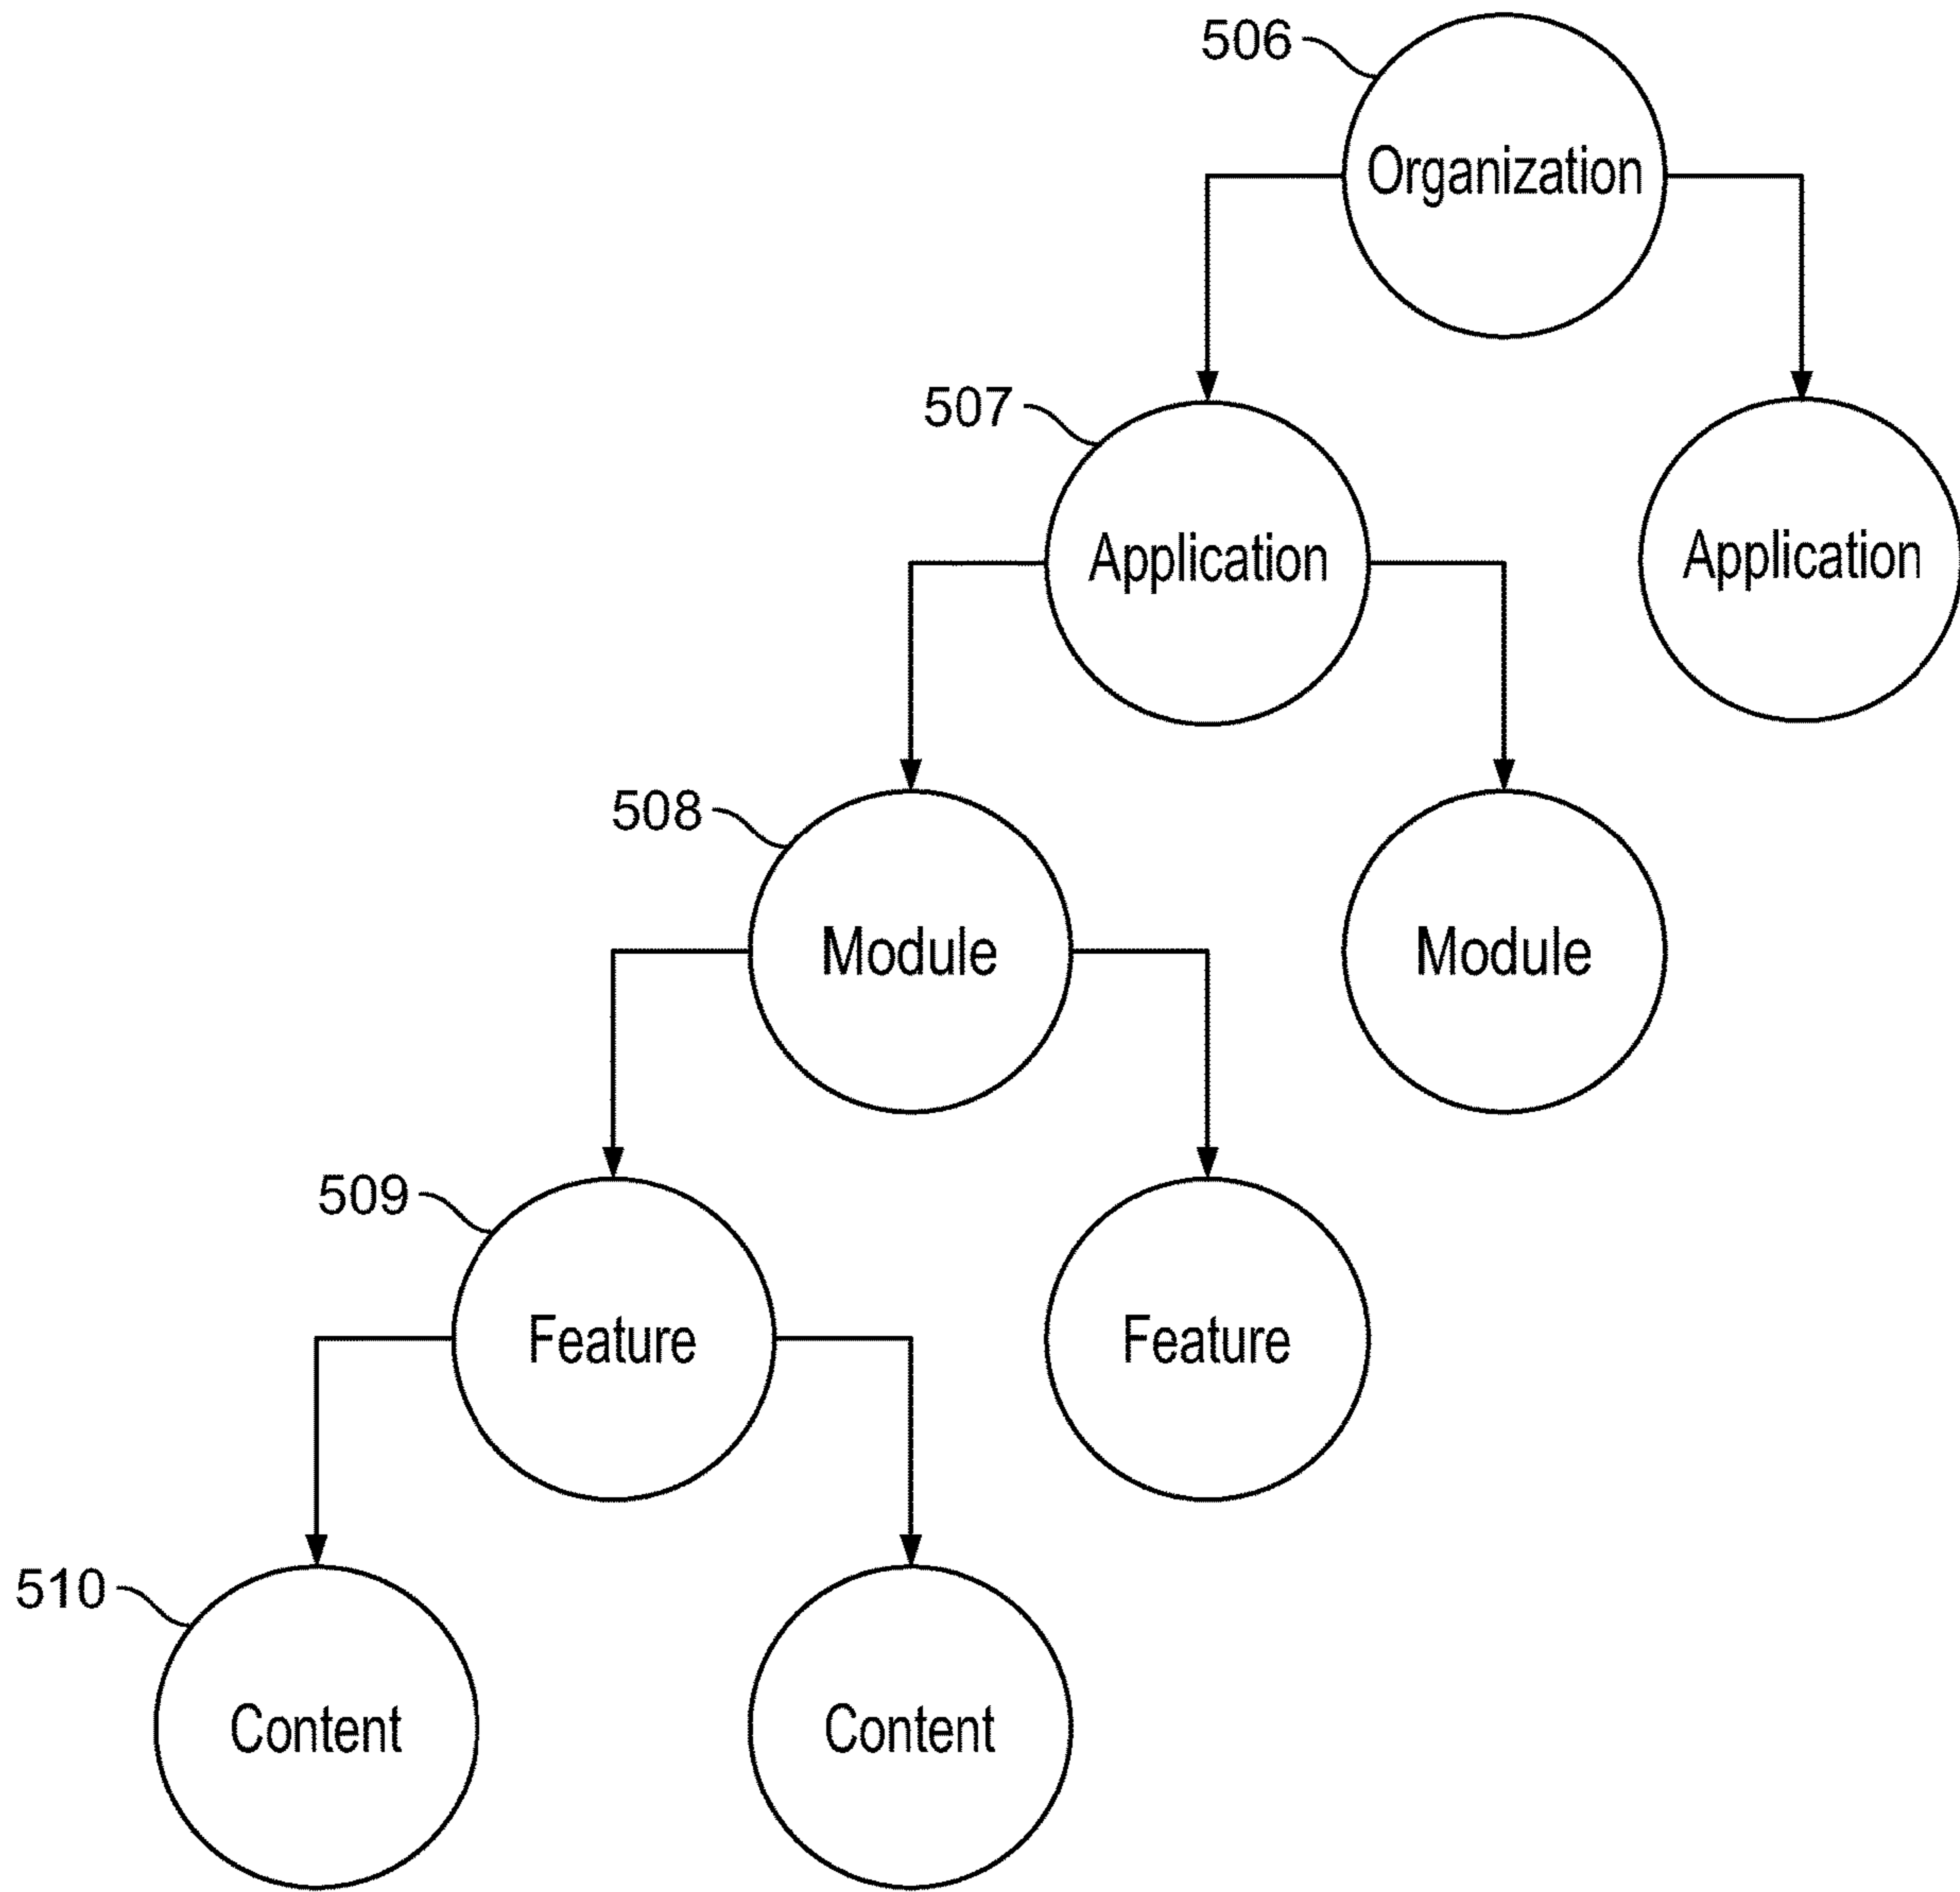 506
Organization
507
Application
Application
508
Module
Module
509
Feature
Feature
510
Content
Content